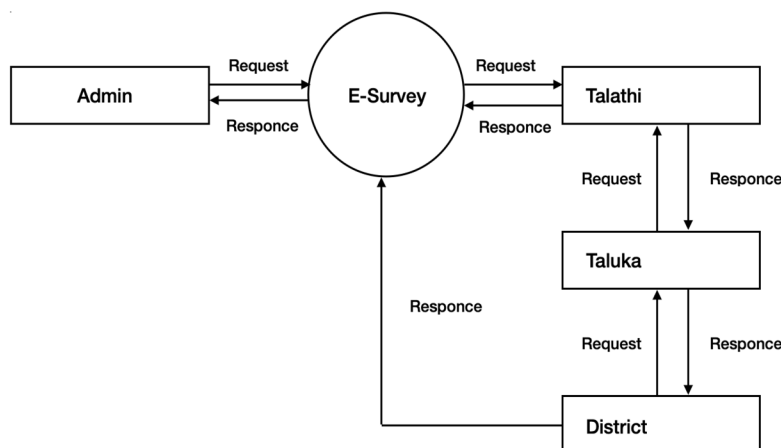 Request
Request
Admin
E-Survey
Talathi
Responce
Responce
Request
Responce
Taluka
Responce
Request
Responce
District